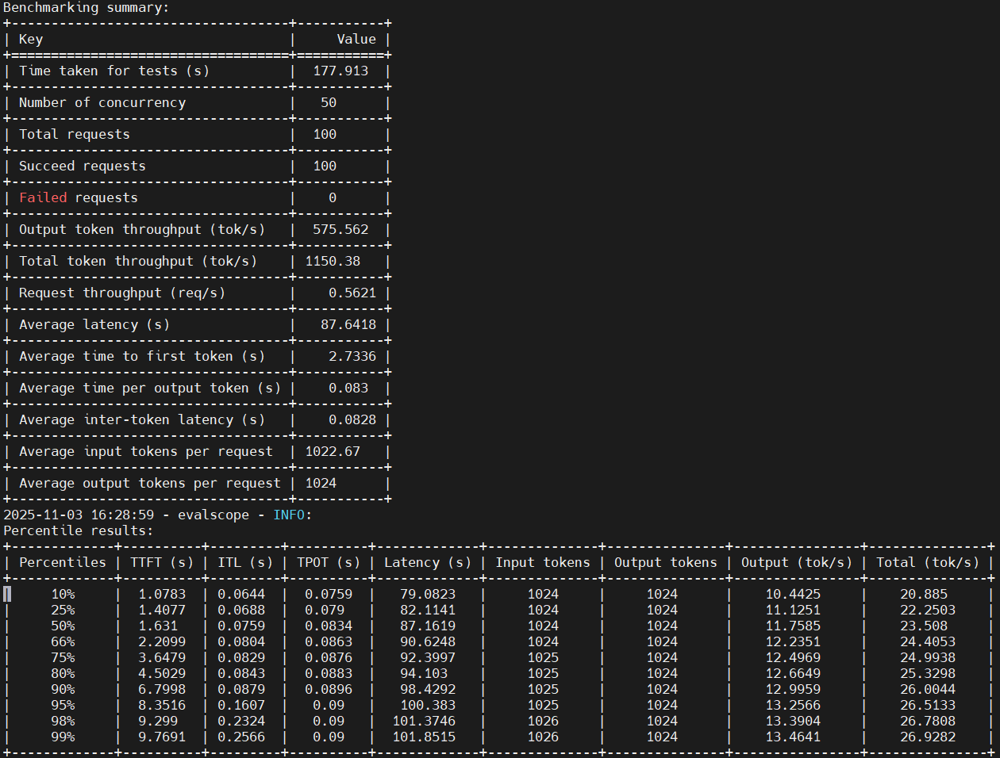 Benchmarking summary:
+-----------------------------------+-----------+
| Key                               |     Value |
+===================================+===========+
| Time taken for tests (s)          |  177.913  |
+-----------------------------------+-----------+
| Number of concurrency             |   50      |
+-----------------------------------+-----------+
| Total requests                    |  100      |
+-----------------------------------+-----------+
| Succeed requests                  |  100      |
+-----------------------------------+-----------+
| Failed requests                   |    0      |
+-----------------------------------+-----------+
| Output token throughput (tok/s)   |  575.562  |
+-----------------------------------+-----------+
| Total token throughput (tok/s)    | 1150.38   |
+-----------------------------------+-----------+
| Request throughput (req/s)        |    0.5621 |
+-----------------------------------+-----------+
| Average latency (s)               |   87.6418 |
+-----------------------------------+-----------+
| Average time to first token (s)   |    2.7336 |
+-----------------------------------+-----------+
| Average time per output token (s) |    0.083  |
+-----------------------------------+-----------+
| Average inter-token latency (s)   |    0.0828 |
+-----------------------------------+-----------+
| Average input tokens per request  | 1022.67   |
+-----------------------------------+-----------+
| Average output tokens per request | 1024      |
+-----------------------------------+-----------+
2025-11-03 16:28:59 - evalscope - INFO:
Percentile results:
+-------------+----------+---------+----------+-------------+--------------+---------------+----------------+---------------+
| Percentiles | TTFT (s) | ITL (s) | TPOT (s) | Latency (s) | Input tokens | Output tokens | Output (tok/s) | Total (tok/s) |
+-------------+----------+---------+----------+-------------+--------------+---------------+----------------+---------------+
|     10%     |  1.0783  | 0.0644  |  0.0759  |   79.0823   |     1024     |     1024      |    10.4425     |    20.885     |
|     25%     |  1.4077  | 0.0688  |  0.079   |   82.1141   |     1024     |     1024      |    11.1251     |    22.2503    |
|     50%     |  1.631   | 0.0759  |  0.0834  |   87.1619   |     1024     |     1024      |    11.7585     |    23.508     |
|     66%     |  2.2099  | 0.0804  |  0.0863  |   90.6248   |     1024     |     1024      |    12.2351     |    24.4053    |
|     75%     |  3.6479  | 0.0829  |  0.0876  |   92.3997   |     1025     |     1024      |    12.4969     |    24.9938    |
|     80%     |  4.5029  | 0.0843  |  0.0883  |   94.103    |     1025     |     1024      |    12.6649     |    25.3298    |
|     90%     |  6.7998  | 0.0879  |  0.0896  |   98.4292   |     1025     |     1024      |    12.9959     |    26.0044    |
|     95%     |  8.3516  | 0.1607  |   0.09   |   100.383   |     1025     |     1024      |    13.2566     |    26.5133    |
|     98%     |  9.299   | 0.2324  |   0.09   |  101.3746   |     1026     |     1024      |    13.3904     |    26.7808    |
|     99%     |  9.7691  | 0.2566  |   0.09   |  101.8515   |     1026     |     1024      |    13.4641     |    26.9282    |
+-------------+----------+---------+----------+-------------+--------------+---------------+----------------+---------------+